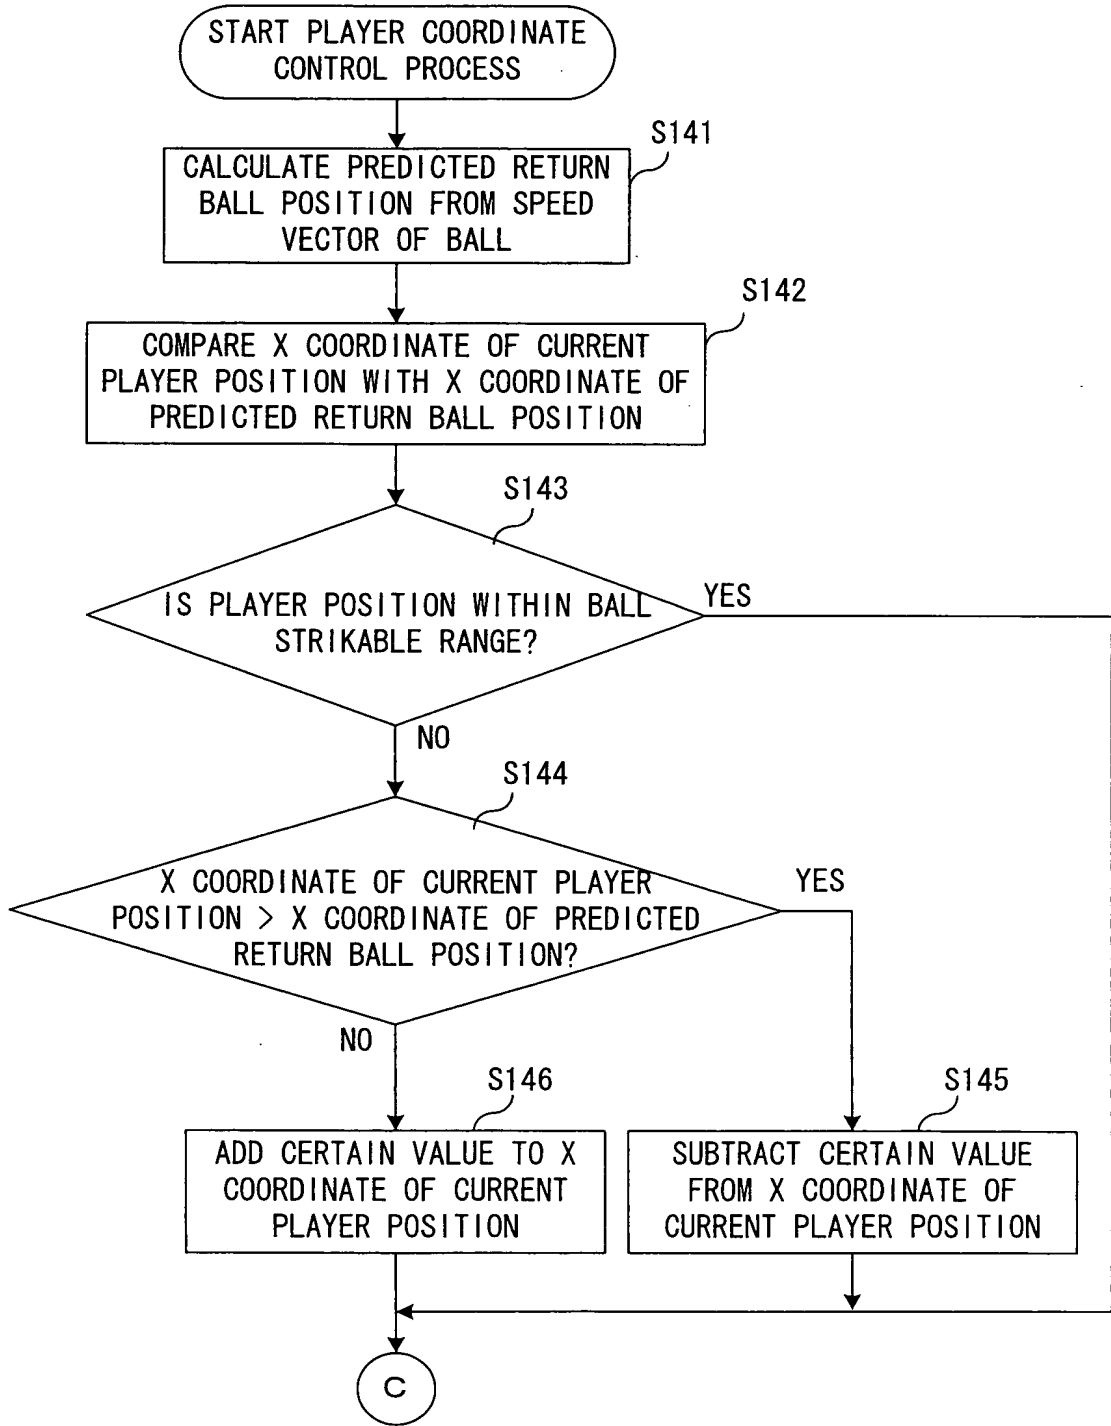 START PLAYER COORDINATE
CONTROL PROCESS
S141
CALCULATE PREDICTED RETURN
BALL POSITION FROM SPEED
VECTOR OF BALL
S142
COMPARE X COORDINATE OF CURRENT
PLAYER POSITION WITH X COORDINATE OF
PREDICTED RETURN BALL POSITION
S143
IS PLAYER POSITION WITHIN BALL
STRIKABLE RANGE?
YES
NO
S144
X COORDINATE OF CURRENT PLAYER
POSITION > X COORDINATE OF PREDICTED
RETURN BALL POSITION?
YES
NO
S146
ADD CERTAIN VALUE TO X
COORDINATE OF CURRENT
PLAYER POSITION
S145
SUBTRACT CERTAIN VALUE
FROM X COORDINATE OF
CURRENT PLAYER POSITION
C